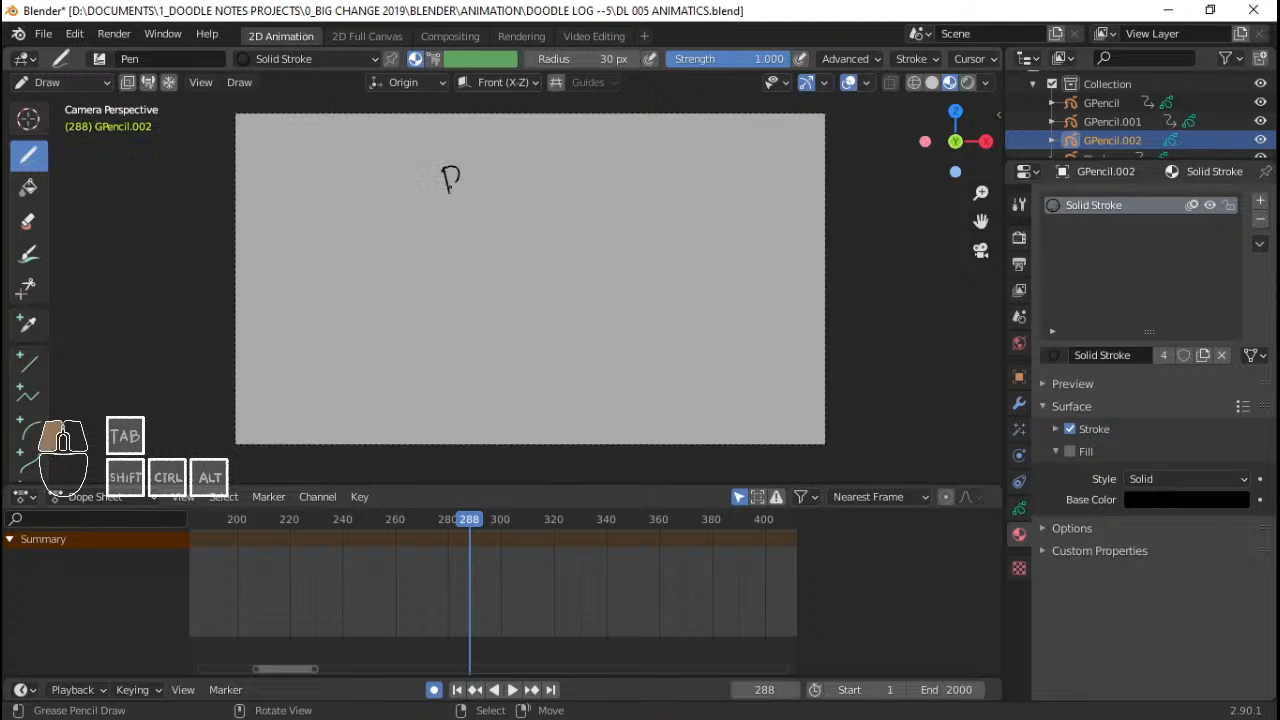 Blender* [D:\DOCUMENTS\1_DOODLE NOTES PROJECTS\0_BIG CHANGE 2019\BLENDER\ANIMATION\DOODLE LOG --5\DL 005 ANIMATICS.blend]
File Edit Render Window Help 2D Animation 2D Full Canvas Compositing Rendering Video Editing + Scene View Layer
Pen Solid Stroke Radius 30 px Strength 1.000 Advanced Stroke Cursor
Draw View Draw Origin Front (X-Z) Guides
Collection
GPencil
GPencil.001
GPencil.002
Camera Perspective
(288) GPencil.002
P
Y
GPencil.002 Solid Stroke
Solid Stroke
Solid Stroke 4
Preview
Surface
Stroke
Fill
Style Solid
Base Color
Options
Custom Properties
TAB
SHIFT CTRL ALT
Dope Sheet View Select Marker Channel Key Nearest Frame
200 220 240 260 280 288 300 320 340 360 380 400
Summary
Playback Keying View Marker 288 Start 1 End 2000
Grease Pencil Draw Rotate View Select Move 2.90.1